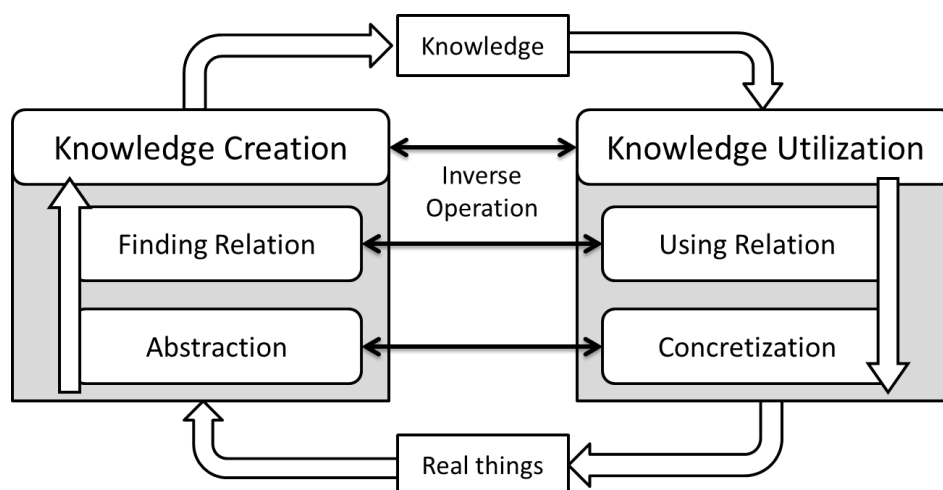 Knowledge
Knowledge Creation
Knowledge Utilization
Inverse
Operation
Finding Relation
Using Relation
Abstraction
Concretization
Real things